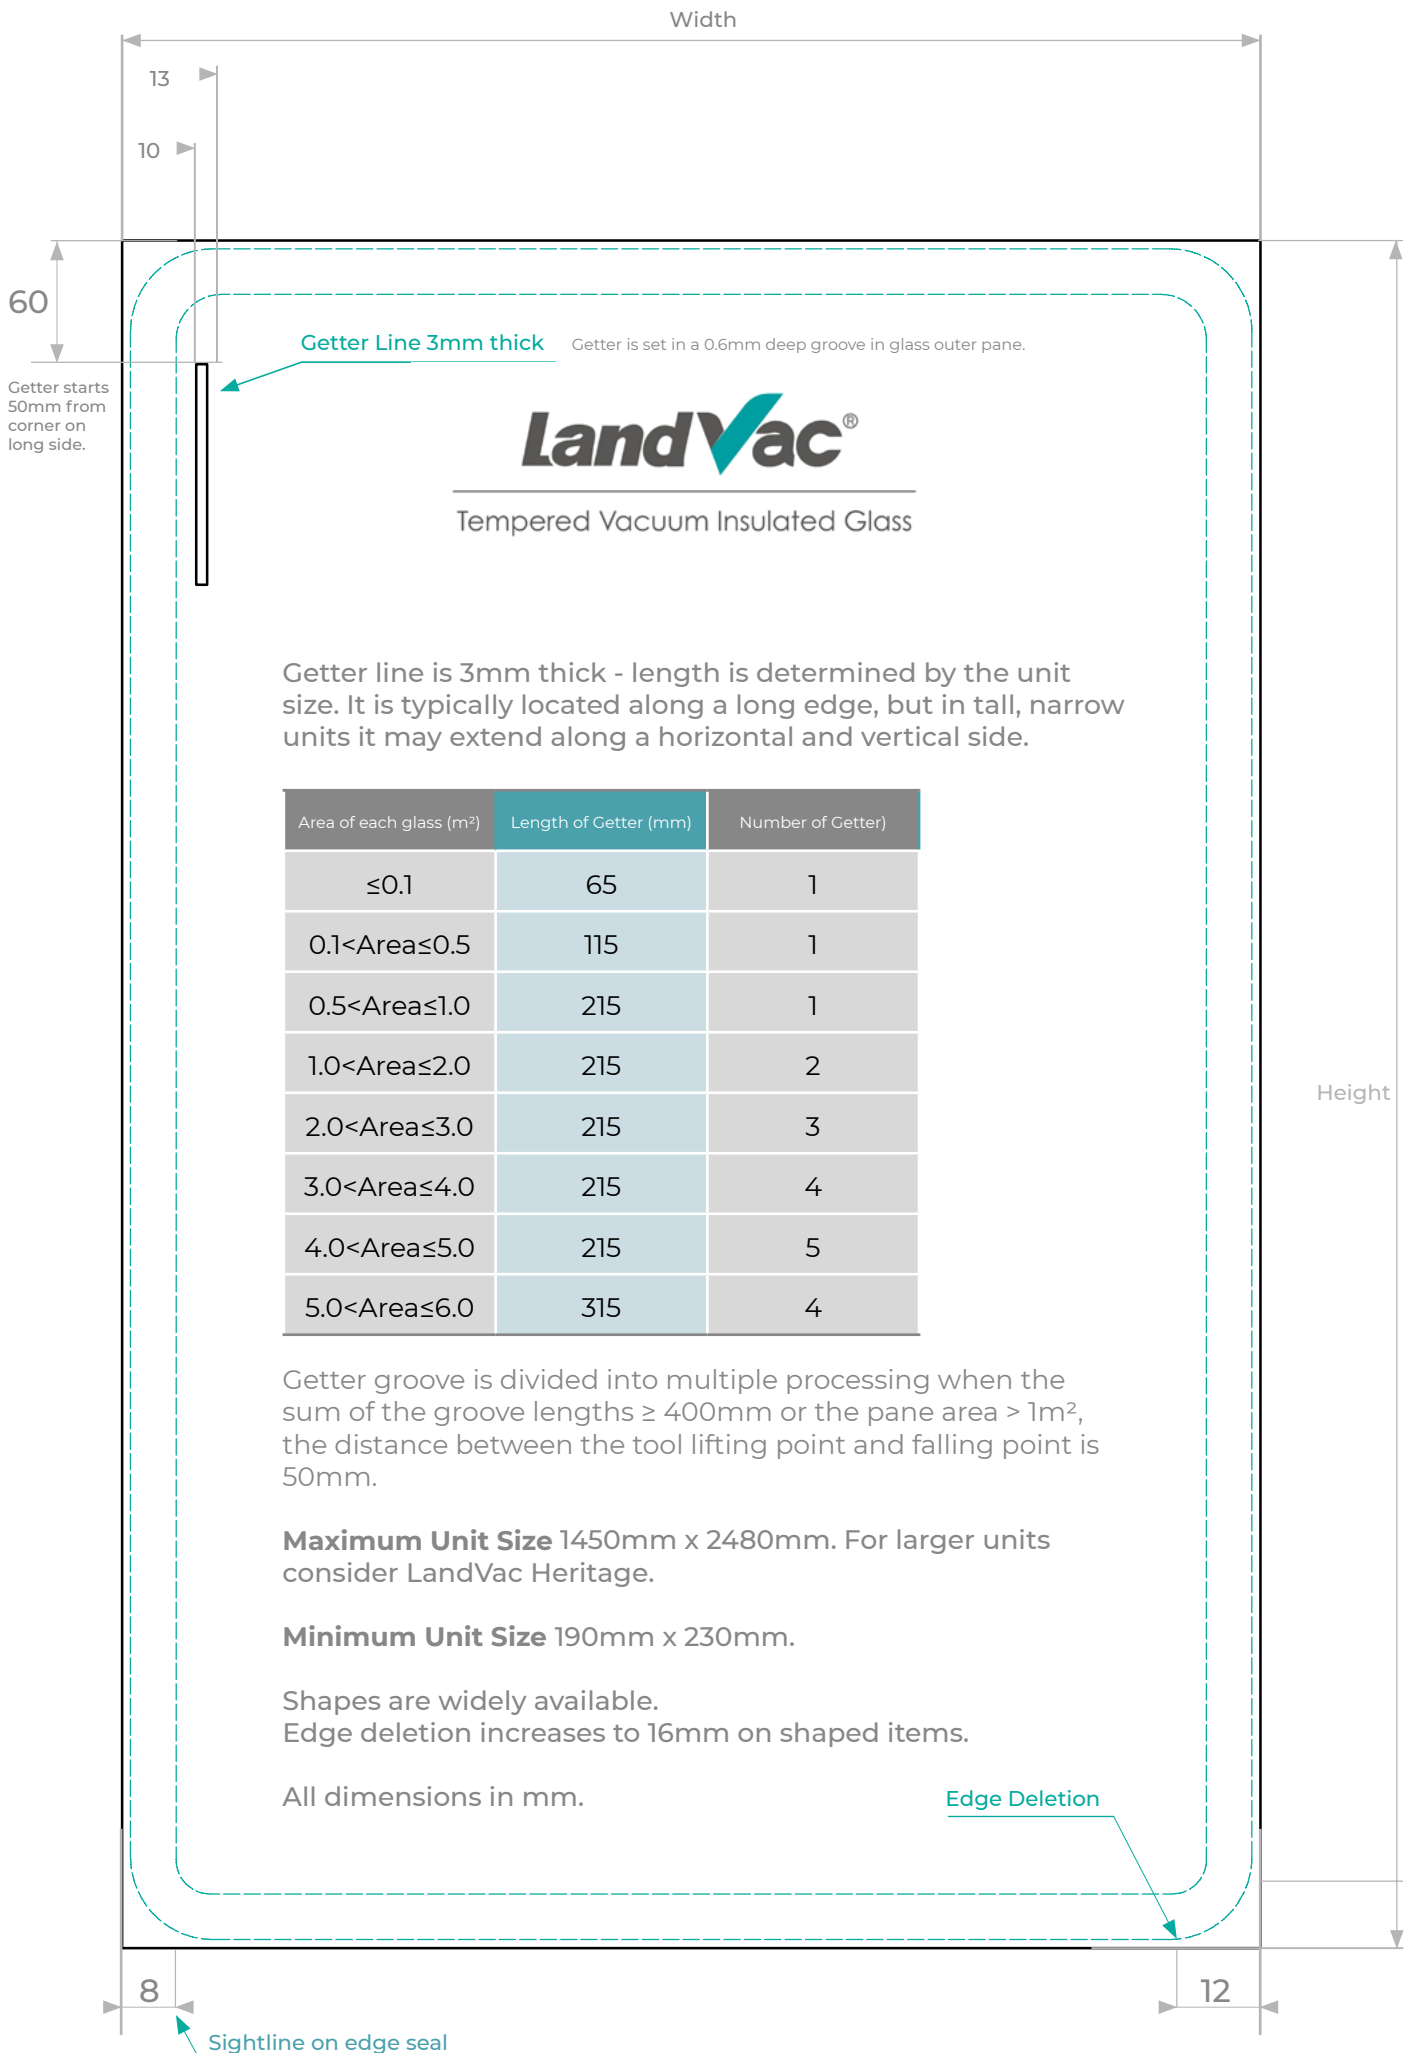 Width
13
10
60
Getter Line 3mm thick
Getter is set in a 0.6mm deep groove in glass outer pane.
Getter starts
50mm from
corner on
long side.
LandVac®
Tempered Vacuum Insulated Glass
Getter line is 3mm thick - length is determined by the unit
size. It is typically located along a long edge, but in tall, narrow
units it may extend along a horizontal and vertical side.
Area of each glass (m²) Length of Getter (mm) Number of Getter)
≤0.1 65 1
0.1<Area≤0.5 115 1
0.5<Area≤1.0 215 1
1.0<Area≤2.0 215 2
2.0<Area≤3.0 215 3
3.0<Area≤4.0 215 4
4.0<Area≤5.0 215 5
5.0<Area≤6.0 315 4
Height
Getter groove is divided into multiple processing when the
sum of the groove lengths ≥ 400mm or the pane area > 1m²,
the distance between the tool lifting point and falling point is
50mm.
Maximum Unit Size 1450mm x 2480mm. For larger units
consider LandVac Heritage.
Minimum Unit Size 190mm x 230mm.
Shapes are widely available.
Edge deletion increases to 16mm on shaped items.
All dimensions in mm.
Edge Deletion
8
12
Sightline on edge seal